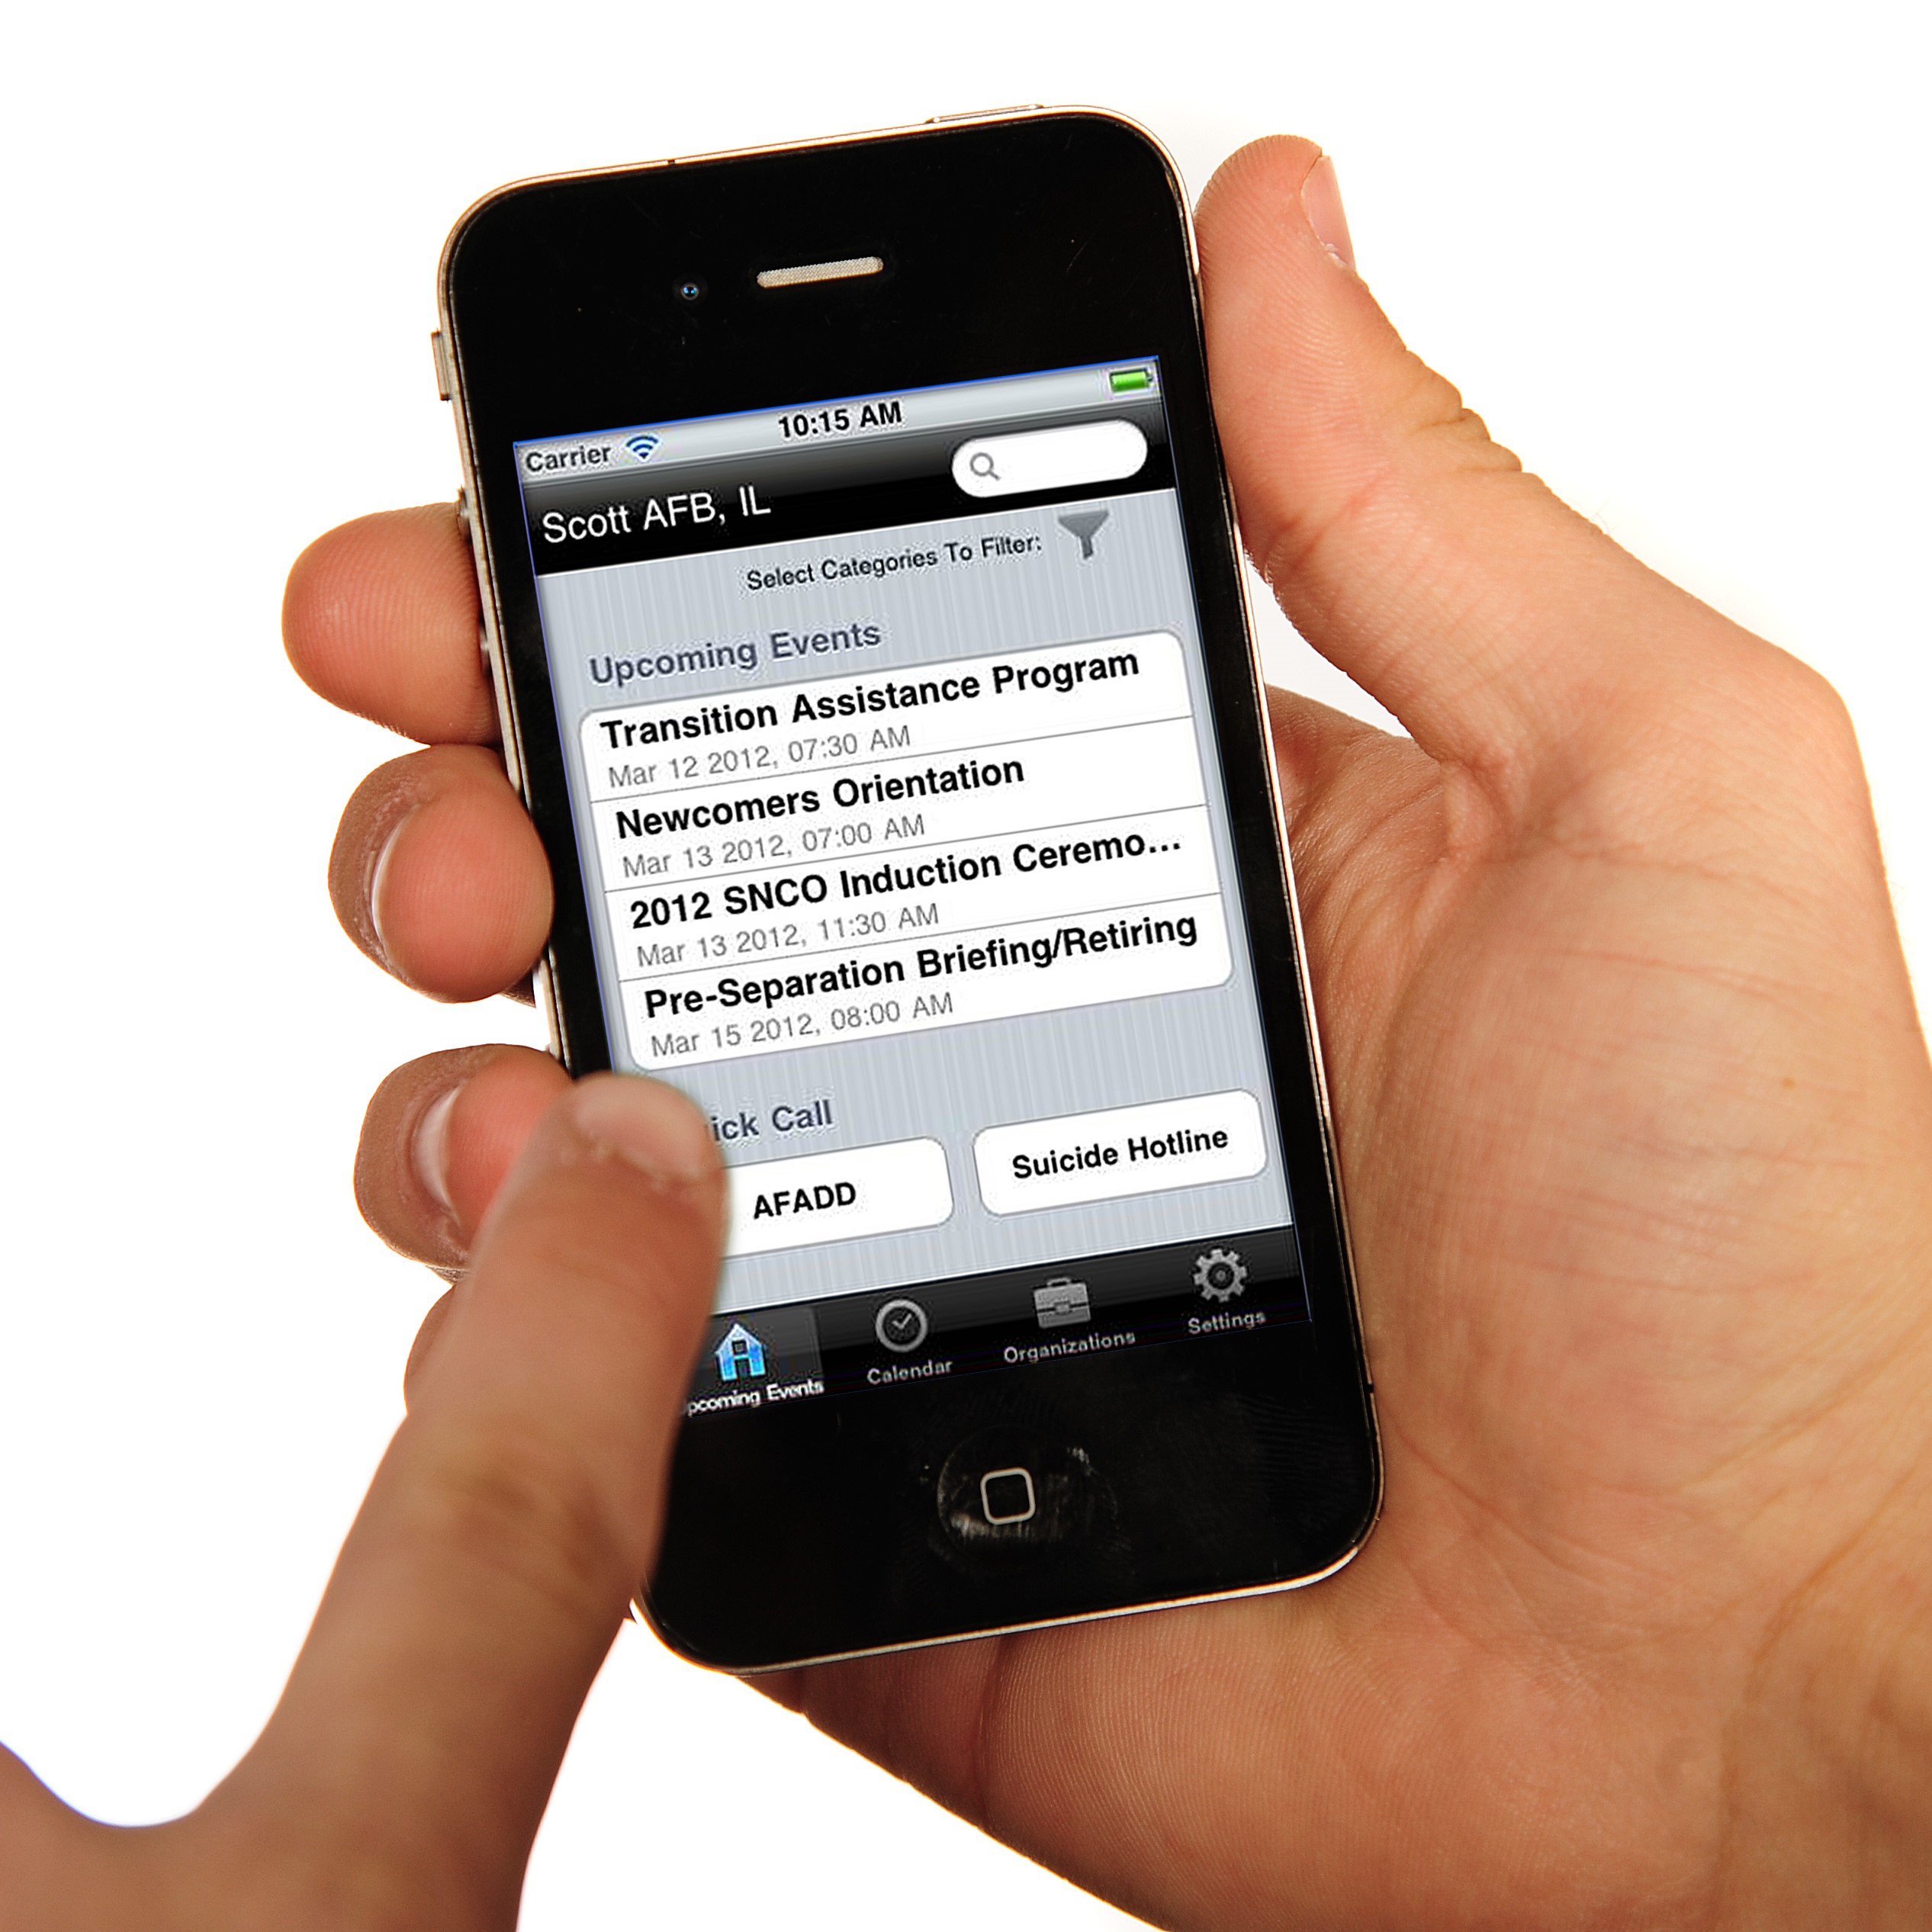 Carrier 10:15 AM
Scott AFB, IL
Select Categories To Filter:
Upcoming Events
Transition Assistance Program
Mar 12 2012, 07:30 AM
Newcomers Orientation
Mar 13 2012, 07:00 AM
2012 SNCO Induction Ceremo...
Mar 13 2012, 11:30 AM
Pre-Separation Briefing/Retiring
Mar 15 2012, 08:00 AM
ick Call
AFADD Suicide Hotline
pcoming Events Calendar Organizations Settings